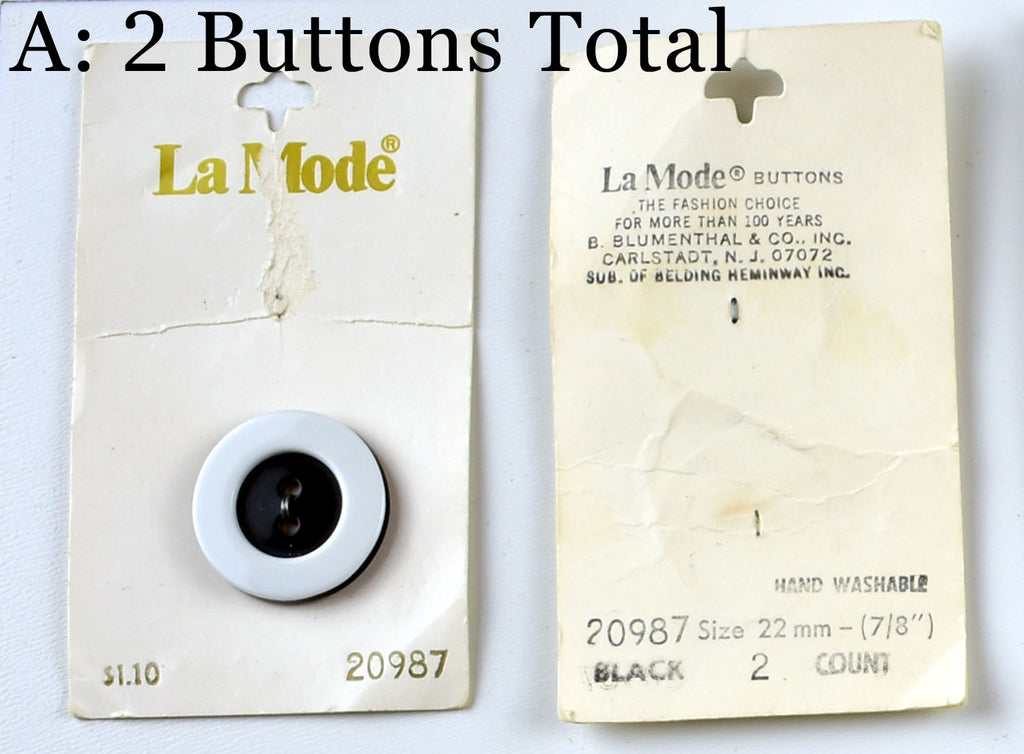 A: 2 Buttons Total
La Mode®
$1.10
20987
La Mode® BUTTONS
THE FASHION CHOICE
FOR MORE THAN 100 YEARS
B. BLUMENTHAL & CO., INC.
CARLSTADT, N. J. 07072
SUB. OF BELDING HEMINWAY INC.
HAND WASHABLE
20987 Size 22 mm - (7/8")
BLACK 2 COUNT